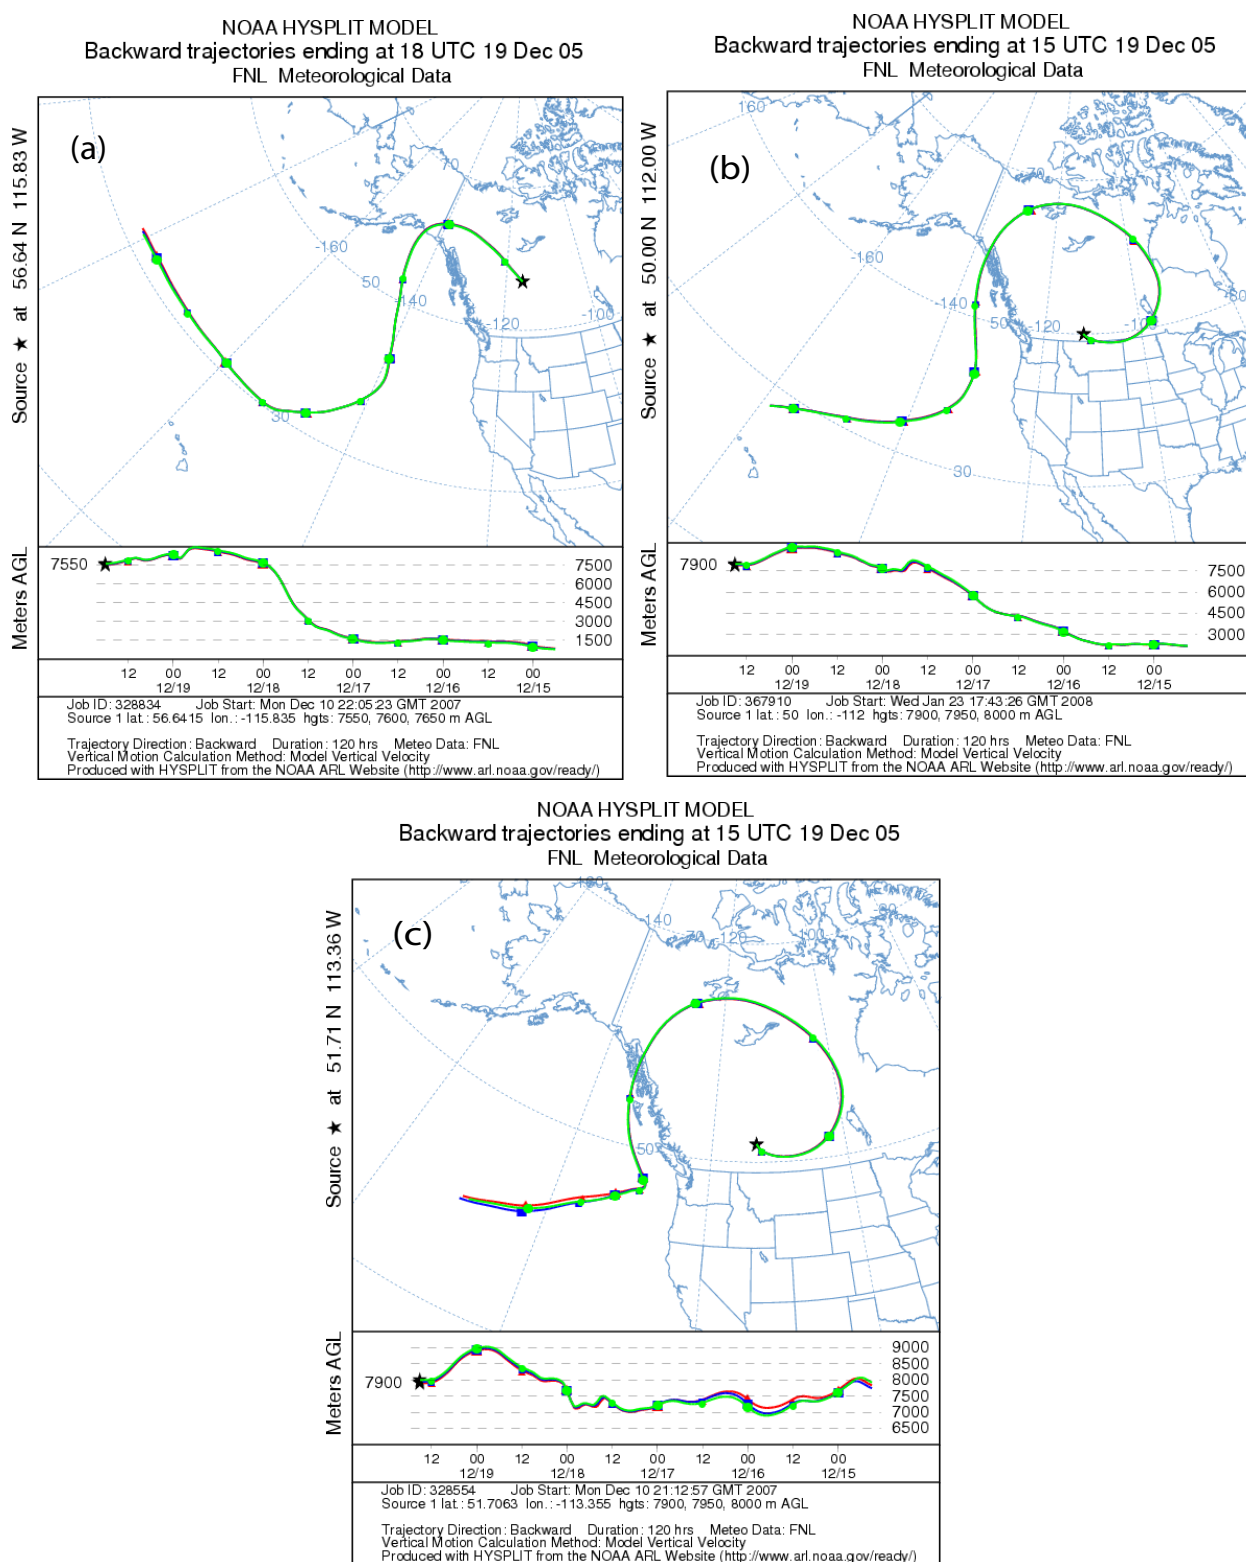 NOAA HYSPLIT MODEL
Backward trajectories ending at 18 UTC 19 Dec 05
FNL Meteorological Data
(a)
Source ★ at 56.64 N 115.83 W
70
-160
50
-140
-120
-100
30
Meters AGL
7550
7500
6000
4500
3000
1500
12 00 12 00 12 00 12 00 12 00
12/19 12/18 12/17 12/16 12/15
Job ID: 328834 Job Start: Mon Dec 10 22:05:23 GMT 2007
Source 1 lat.: 56.6415 lon.: -115.835 hgts: 7550, 7600, 7650 m AGL
Trajectory Direction: Backward Duration: 120 hrs Meteo Data: FNL
Vertical Motion Calculation Method: Model Vertical Velocity
Produced with HYSPLIT from the NOAA ARL Website (http://www.arl.noaa.gov/ready/)
NOAA HYSPLIT MODEL
Backward trajectories ending at 15 UTC 19 Dec 05
FNL Meteorological Data
(b)
Source ★ at 50.00 N 112.00 W
160
70
-160
-140
50
-120
-100
-80
30
Meters AGL
7900
7500
6000
4500
3000
12 00 12 00 12 00 12 00 12 00
12/19 12/18 12/17 12/16 12/15
Job ID: 367910 Job Start: Wed Jan 23 17:43:26 GMT 2008
Source 1 lat.: 50 lon.: -112 hgts: 7900, 7950, 8000 m AGL
Trajectory Direction: Backward Duration: 120 hrs Meteo Data: FNL
Vertical Motion Calculation Method: Model Vertical Velocity
Produced with HYSPLIT from the NOAA ARL Website (http://www.arl.noaa.gov/ready/)
NOAA HYSPLIT MODEL
Backward trajectories ending at 15 UTC 19 Dec 05
FNL Meteorological Data
(c)
Source ★ at 51.71 N 113.36 W
-140
70
-120
-100
-80
50
Meters AGL
7900
9000
8500
8000
7500
7000
6500
12 00 12 00 12 00 12 00 12 00
12/19 12/18 12/17 12/16 12/15
Job ID: 328554 Job Start: Mon Dec 10 21:12:57 GMT 2007
Source 1 lat.: 51.7063 lon.: -113.355 hgts: 7900, 7950, 8000 m AGL
Trajectory Direction: Backward Duration: 120 hrs Meteo Data: FNL
Vertical Motion Calculation Method: Model Vertical Velocity
Produced with HYSPLIT from the NOAA ARL Website (http://www.arl.noaa.gov/ready/)